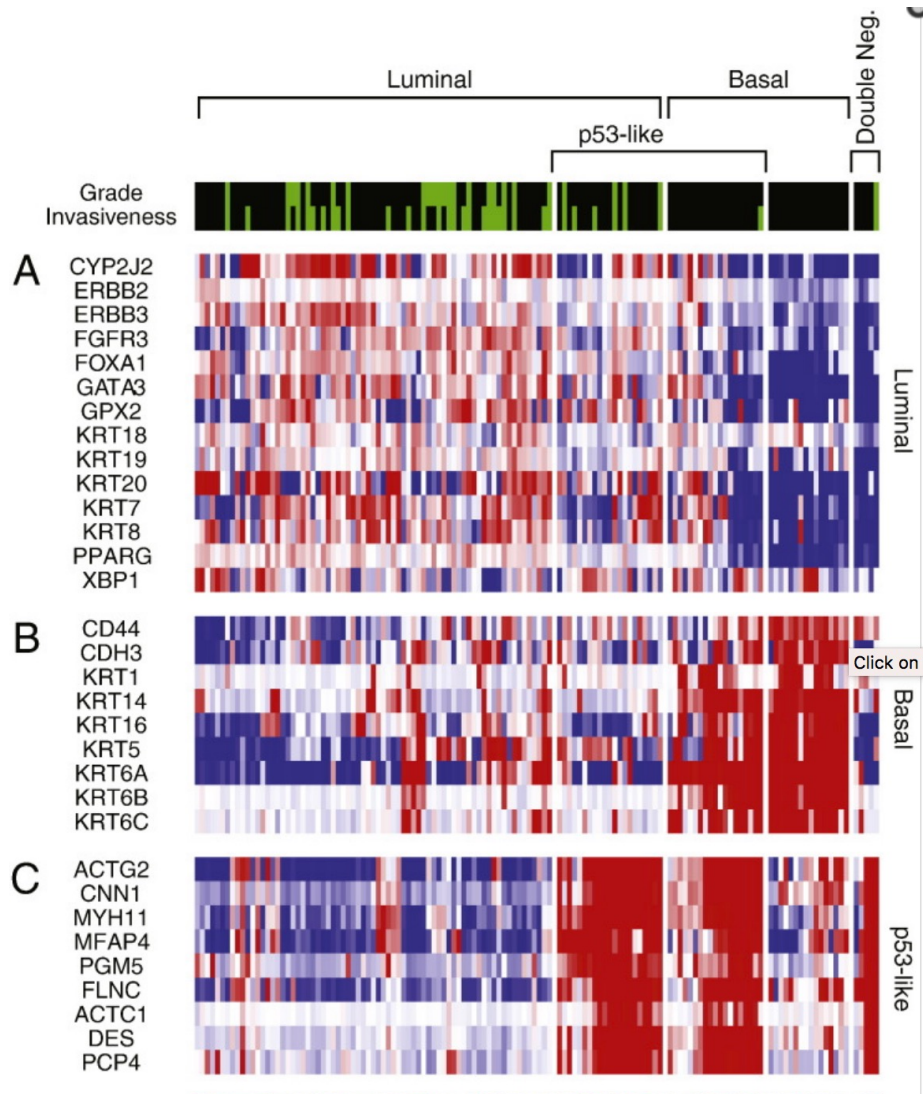 Luminal
Basal
Double Neg.
p53-like
Grade
Invasiveness
A
CYP2J2
ERBB2
ERBB3
FGFR3
FOXA1
GATA3
GPX2
KRT18
KRT19
KRT20
KRT7
KRT8
PPARG
XBP1
Luminal
B
CD44
CDH3
KRT1
KRT14
KRT16
KRT5
KRT6A
KRT6B
KRT6C
Click on
Basal
C
ACTG2
CNN1
MYH11
MFAP4
PGM5
FLNC
ACTC1
DES
PCP4
p53-like